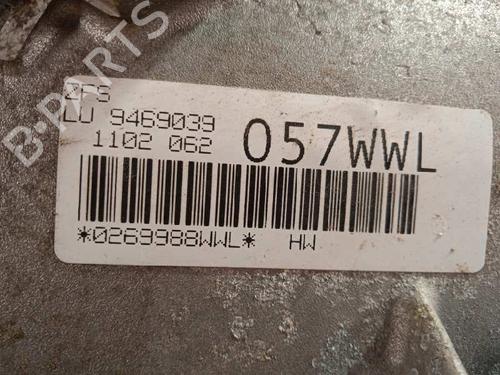 ZFS
LU 9469039
1102 062
057WWL
*0269988WWL* HW
B-PARTS